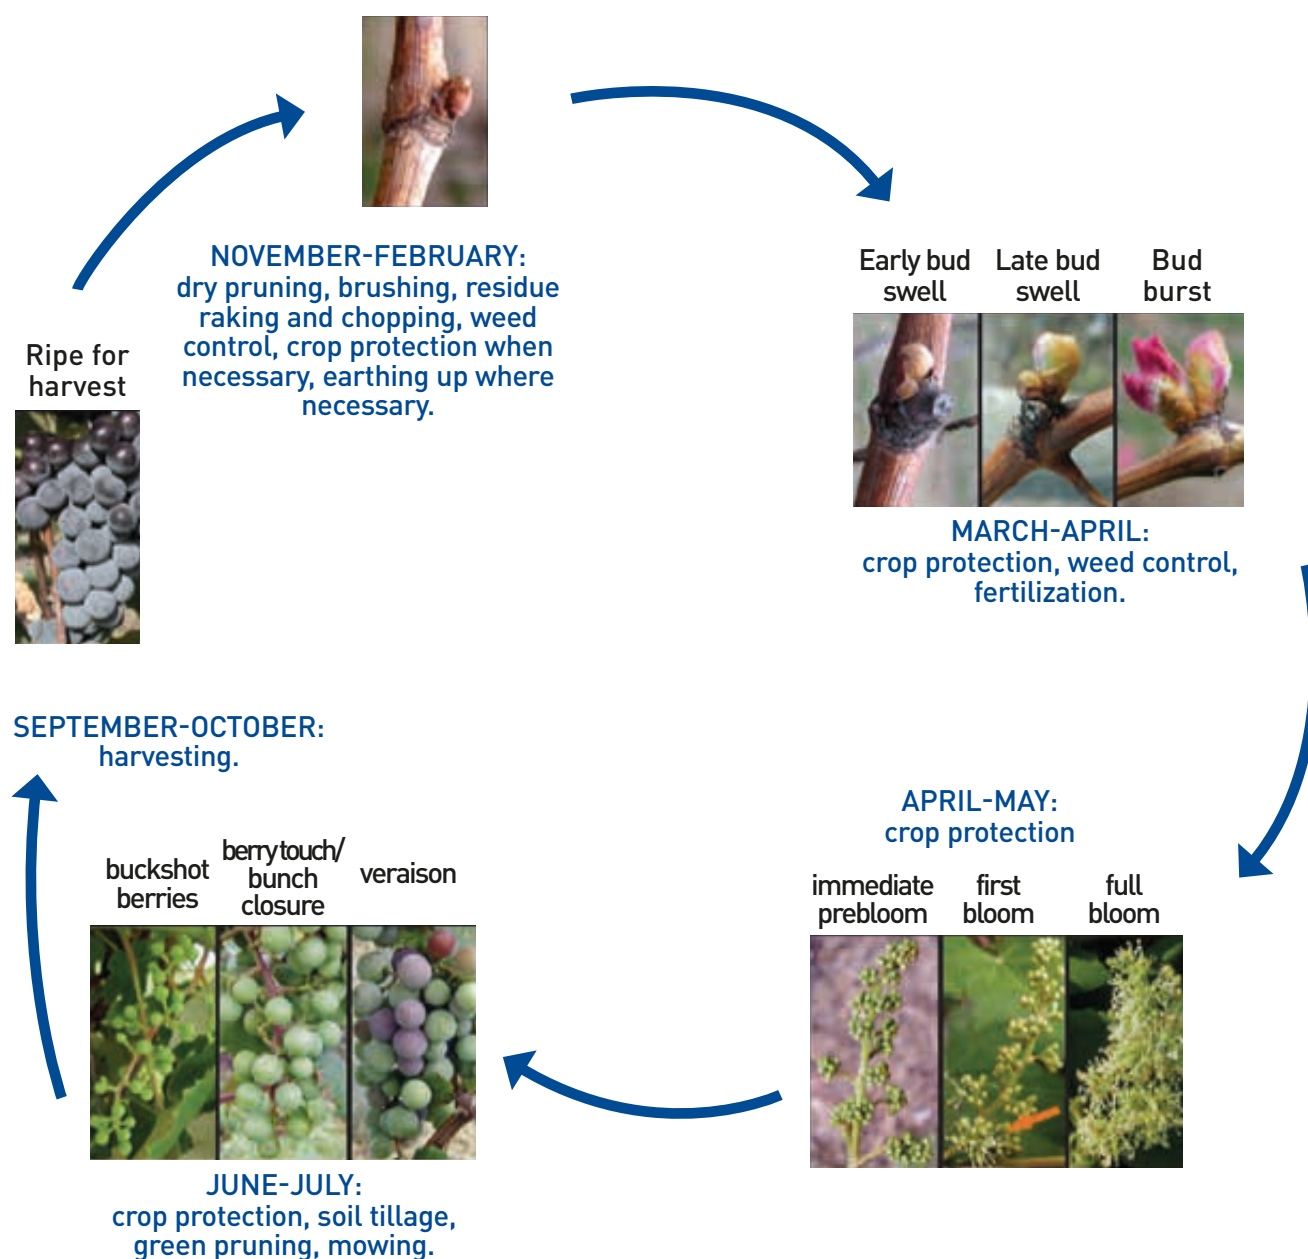 NOVEMBER-FEBRUARY:
dry pruning, brushing, residue
raking and chopping, weed
control, crop protection when
necessary, earthing up where
necessary.
Early bud
swell
Late bud
swell
Bud
burst
MARCH-APRIL:
crop protection, weed control,
fertilization.
APRIL-MAY:
crop protection
immediate
prebloom
first
bloom
full
bloom
buckshot
berries
berry touch/
bunch
closure
veraison
JUNE-JULY:
crop protection, soil tillage,
green pruning, mowing.
SEPTEMBER-OCTOBER:
harvesting.
Ripe for
harvest